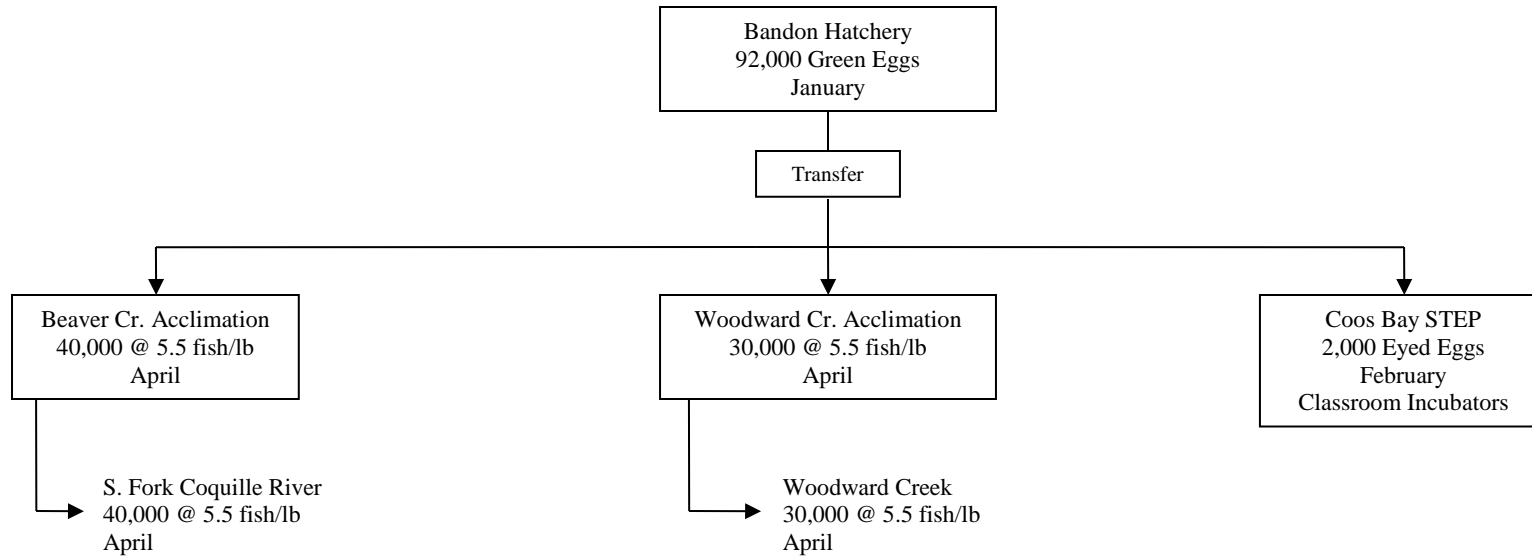 Bandon Hatchery
92,000 Green Eggs
January
Transfer
Beaver Cr. Acclimation
40,000 @ 5.5 fish/lb
April
Woodward Cr. Acclimation
30,000 @ 5.5 fish/lb
April
Coos Bay STEP
2,000 Eyed Eggs
February
Classroom Incubators
S. Fork Coquille River
40,000 @ 5.5 fish/lb
April
Woodward Creek
30,000 @ 5.5 fish/lb
April